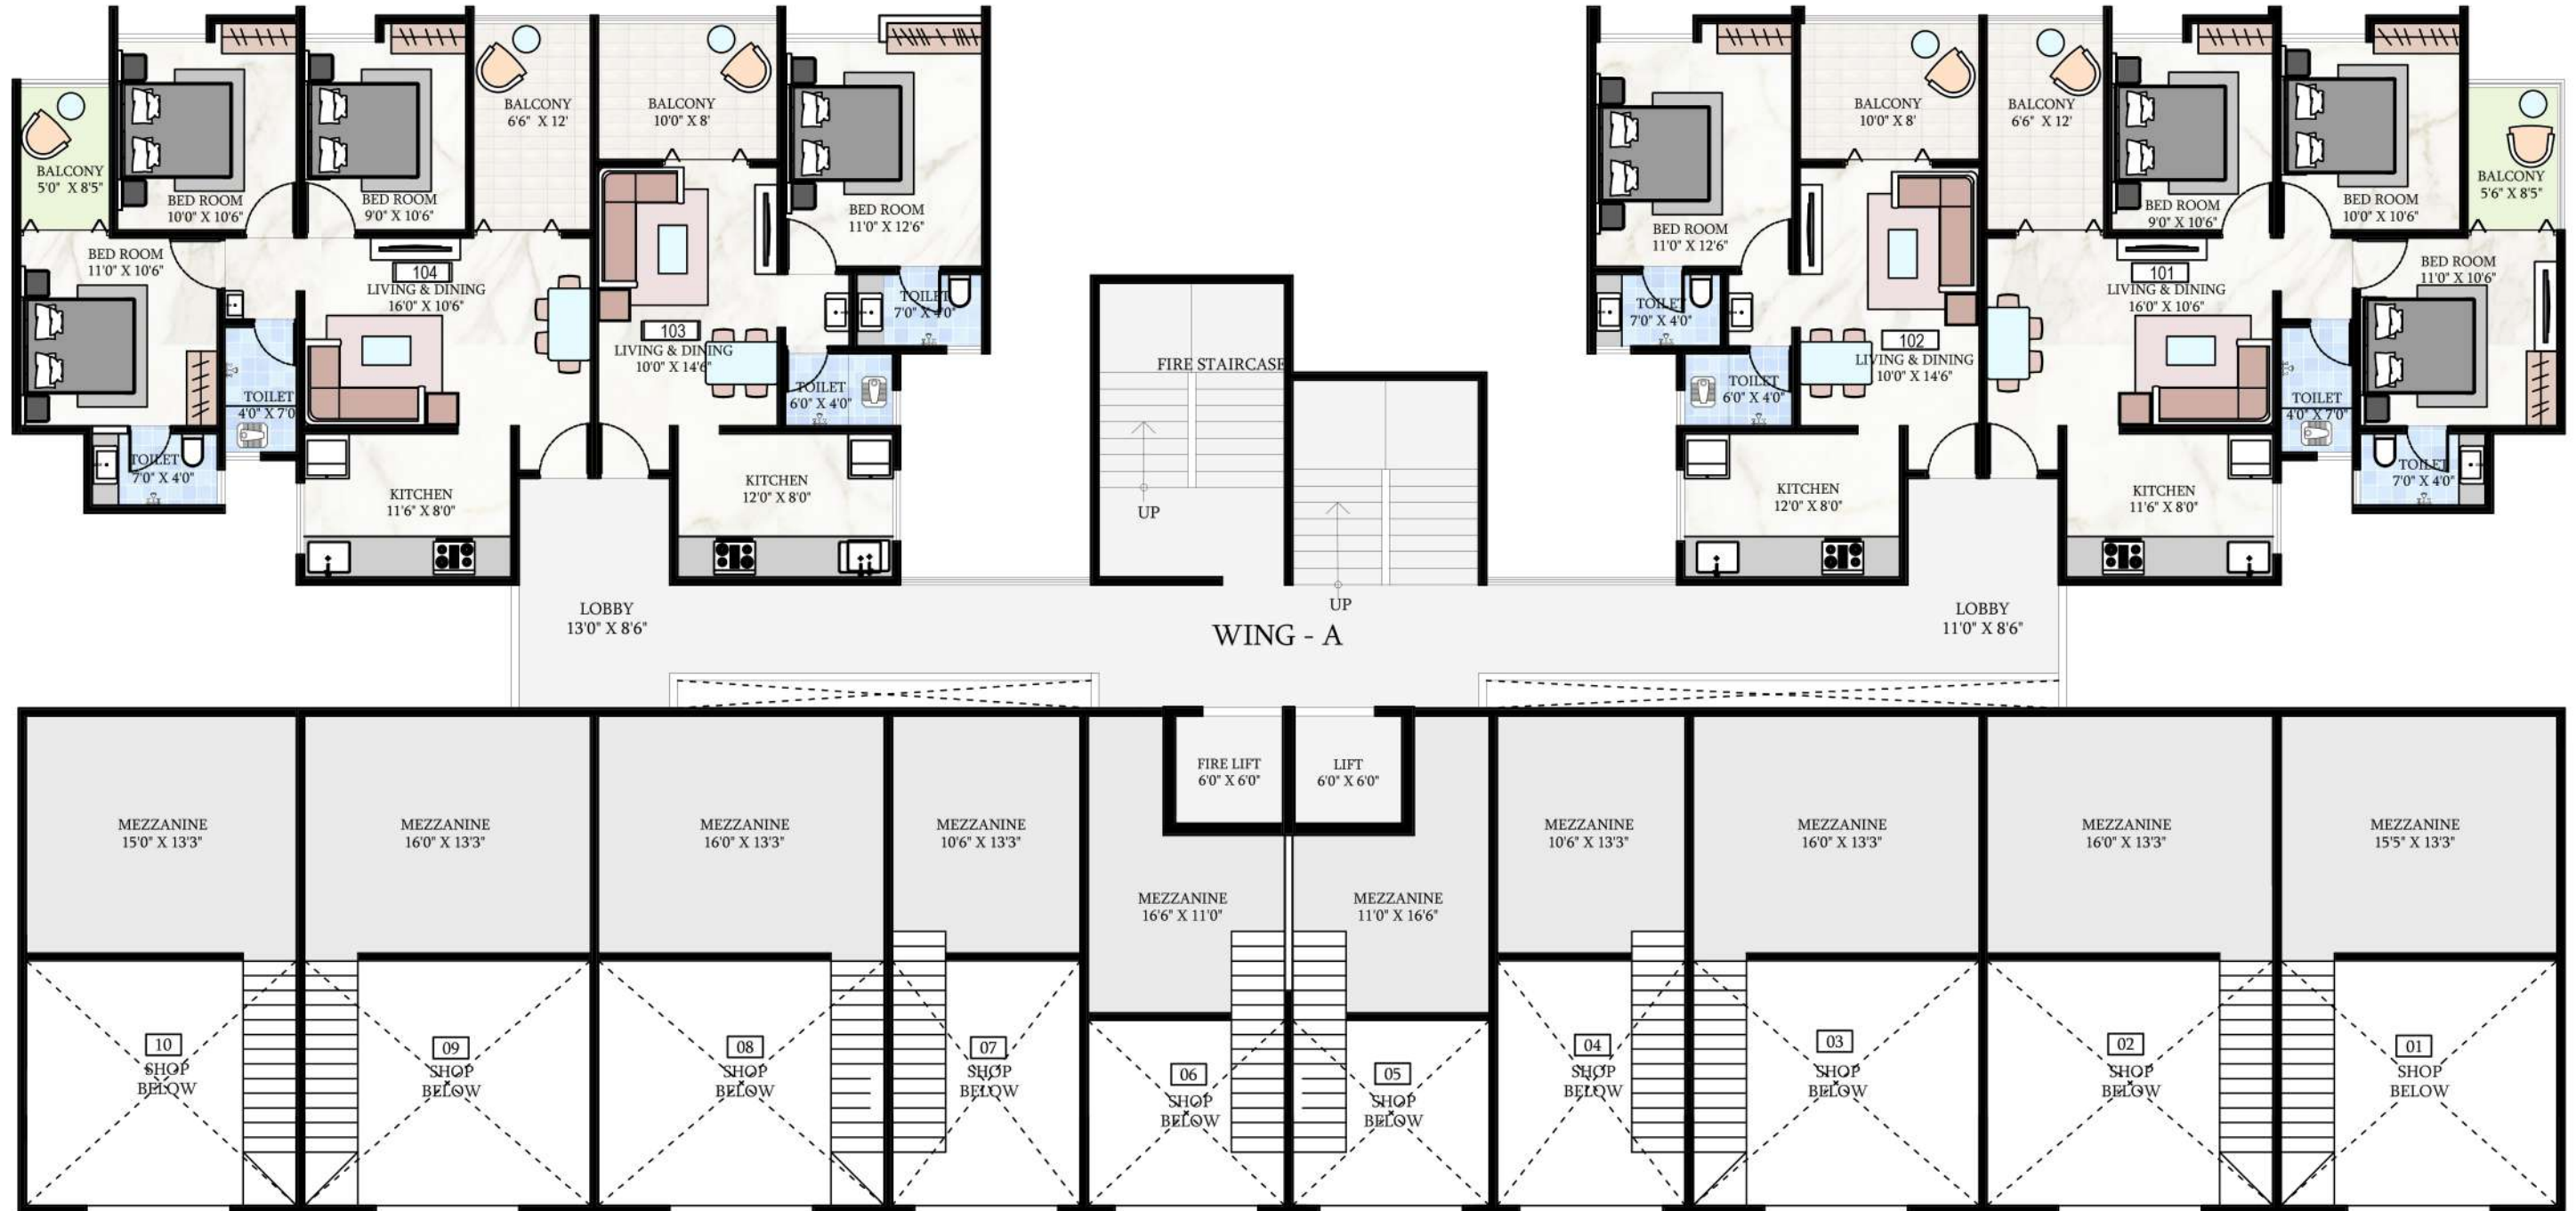 BALCONY
5'0" X 8'5"
BED ROOM
10'0" X 10'6"
BED ROOM
9'0" X 10'6"
BALCONY
6'6" X 12'
BALCONY
10'0" X 8'
BED ROOM
11'0" X 12'6"
BED ROOM
11'0" X 10'6"
104
LIVING & DINING
16'0" X 10'6"
103
LIVING & DINING
10'0" X 14'6"
TOILET
7'0" X 4'0"
TOILET
6'0" X 4'0"
TOILET
4'0" X 7'0
TOILET
7'0" X 4'0"
KITCHEN
11'6" X 8'0"
KITCHEN
12'0" X 8'0"
FIRE STAIRCASE
UP
UP
BED ROOM
11'0" X 12'6"
BALCONY
10'0" X 8'
BALCONY
6'6" X 12'
BED ROOM
9'0" X 10'6"
BED ROOM
10'0" X 10'6"
BALCONY
5'6" X 8'5"
BED ROOM
11'0" X 10'6"
101
LIVING & DINING
16'0" X 10'6"
102
LIVING & DINING
10'0" X 14'6"
TOILET
7'0" X 4'0"
TOILET
6'0" X 4'0"
TOILET
4'0" X 7'0"
TOILET
7'0" X 4'0"
KITCHEN
12'0" X 8'0"
KITCHEN
11'6" X 8'0"
LOBBY
13'0" X 8'6"
WING - A
LOBBY
11'0" X 8'6"
FIRE LIFT
6'0" X 6'0"
LIFT
6'0" X 6'0"
MEZZANINE
15'0" X 13'3"
MEZZANINE
16'0" X 13'3"
MEZZANINE
16'0" X 13'3"
MEZZANINE
10'6" X 13'3"
MEZZANINE
16'6" X 11'0"
MEZZANINE
11'0" X 16'6"
MEZZANINE
10'6" X 13'3"
MEZZANINE
16'0" X 13'3"
MEZZANINE
16'0" X 13'3"
MEZZANINE
15'5" X 13'3"
10
SHOP
BELOW
09
SHOP
BELOW
08
SHOP
BELOW
07
SHOP
BELOW
06
SHOP
BELOW
05
SHOP
BELOW
04
SHOP
BELOW
03
SHOP
BELOW
02
SHOP
BELOW
01
SHOP
BELOW